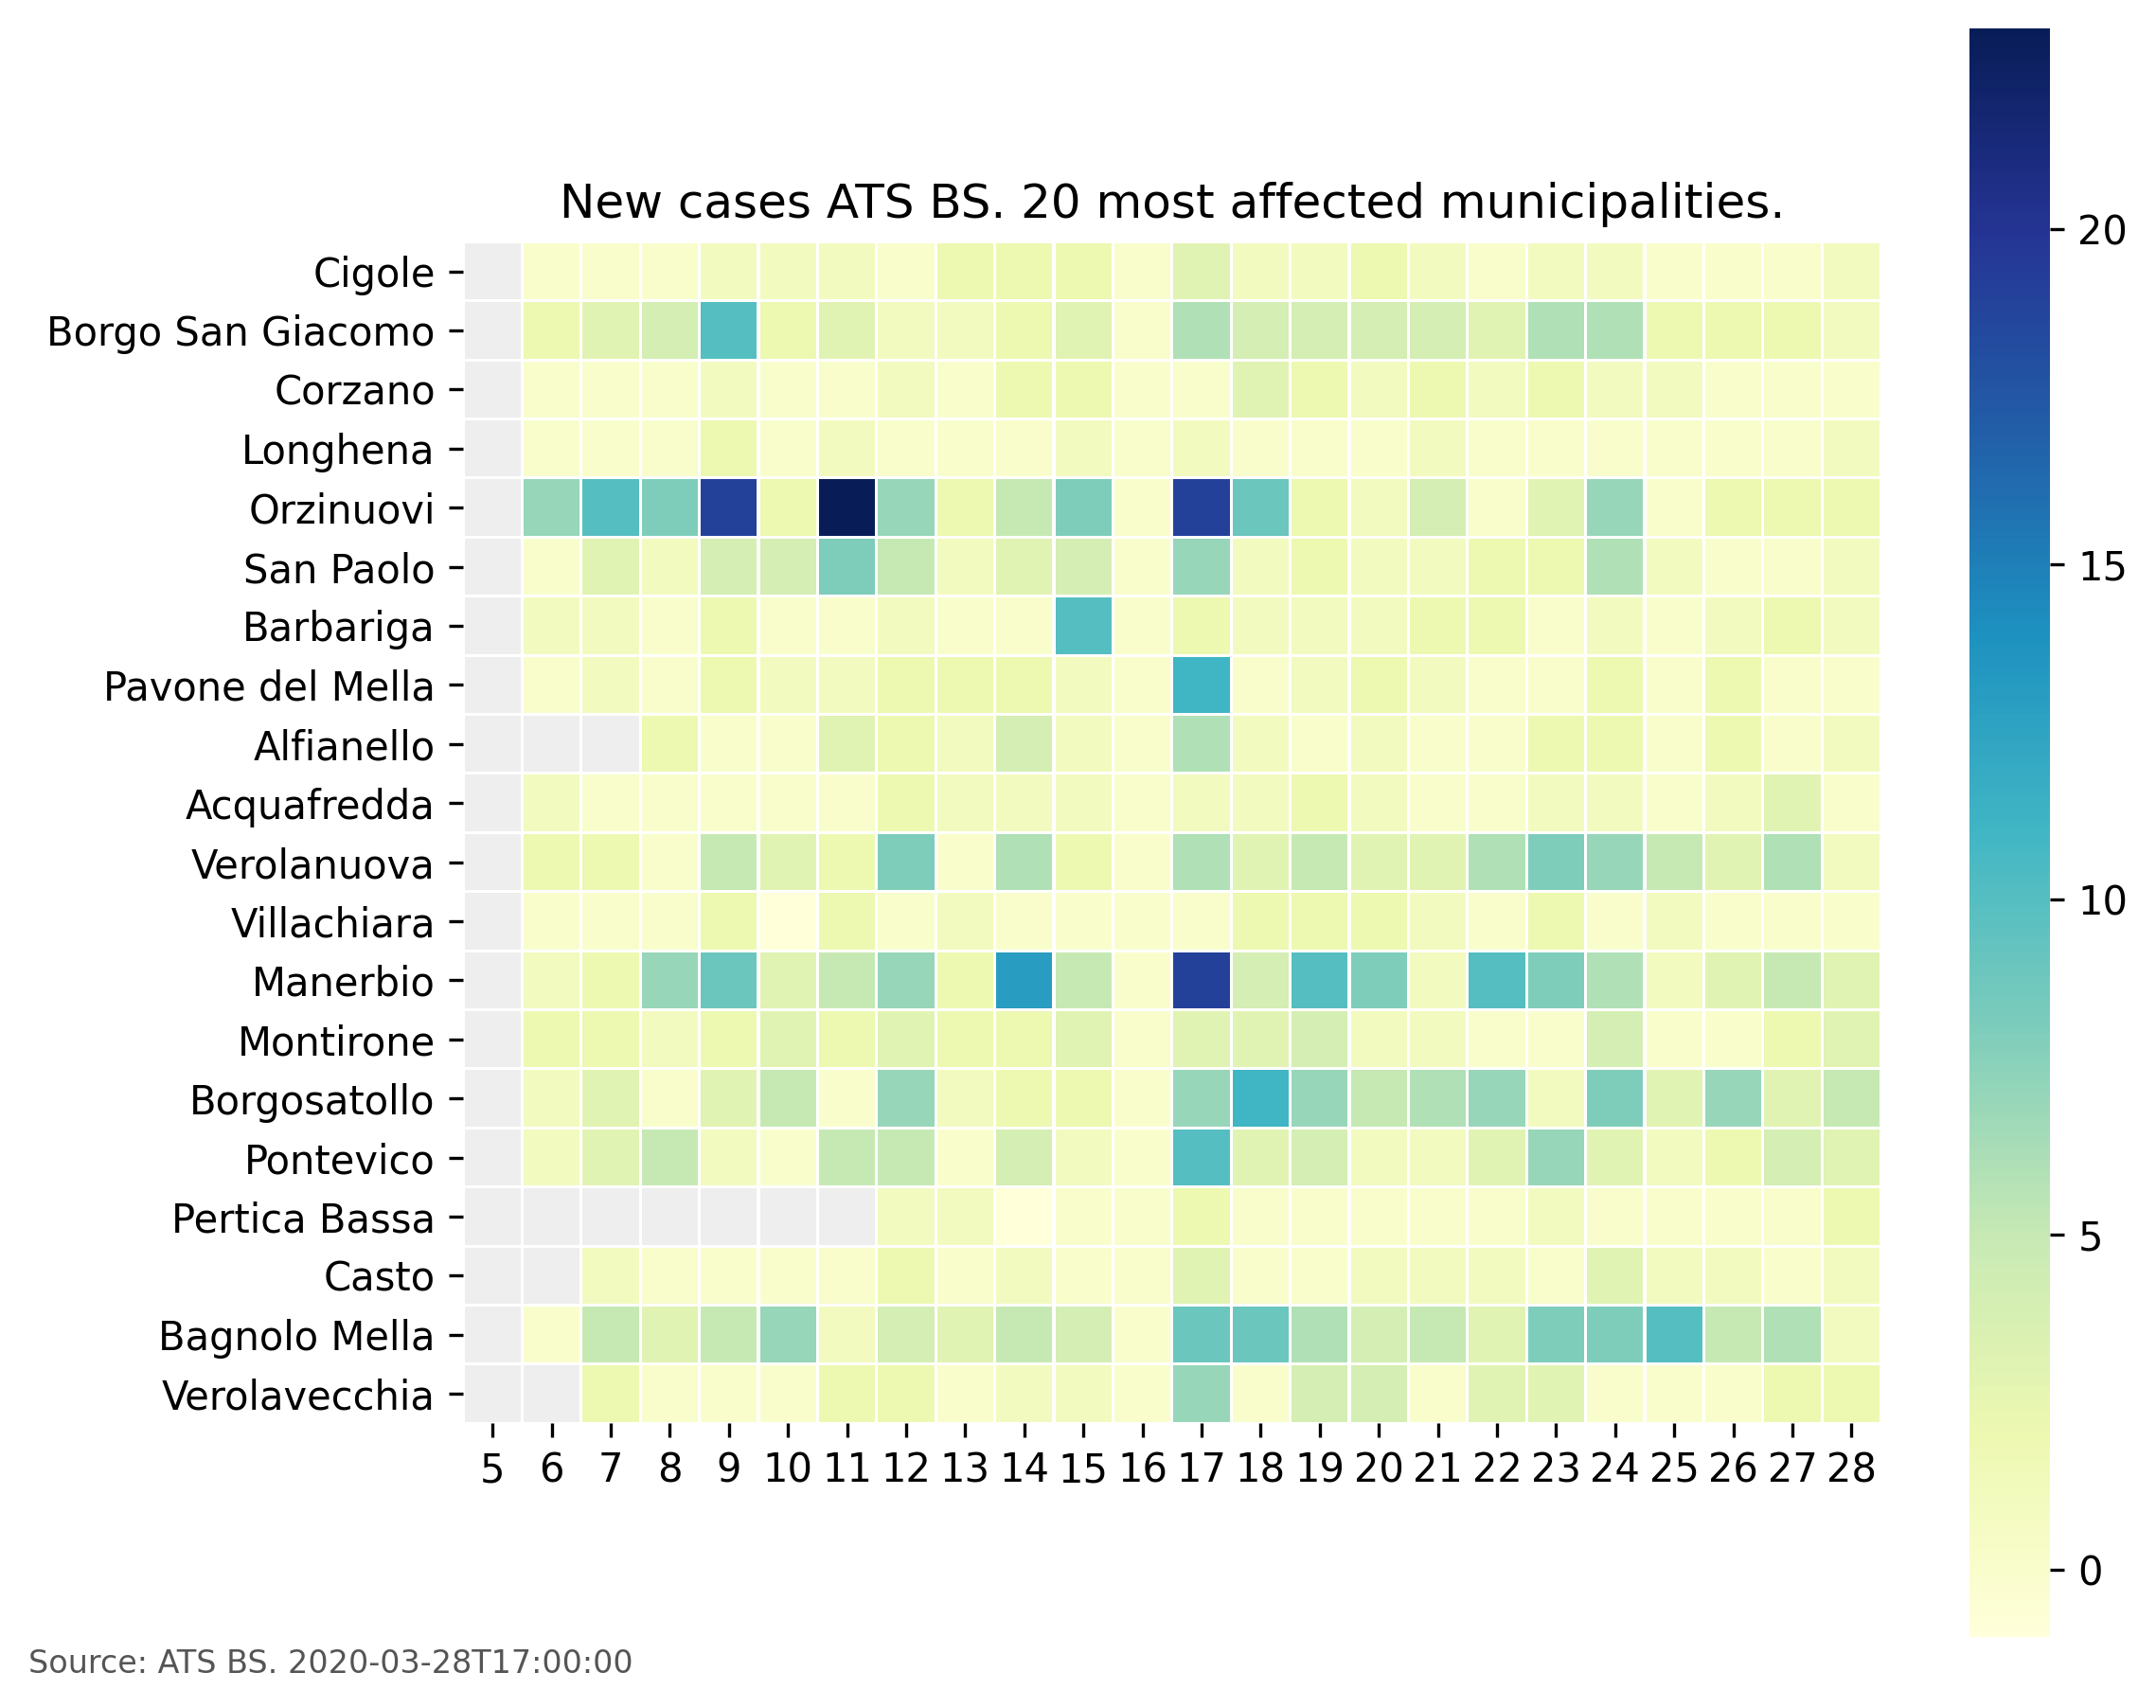 New cases ATS BS. 20 most affected municipalities.
Cigole
Borgo San Giacomo
Corzano
Longhena
Orzinuovi
San Paolo
Barbariga
Pavone del Mella
Alfianello
Acquafredda
Verolanuova
Villachiara
Manerbio
Montirone
Borgosatollo
Pontevico
Pertica Bassa
Casto
Bagnolo Mella
Verolavecchia
5 6 7 8 9 10 11 12 13 14 15 16 17 18 19 20 21 22 23 24 25 26 27 28
20
15
10
5
0
Source: ATS BS. 2020-03-28T17:00:00